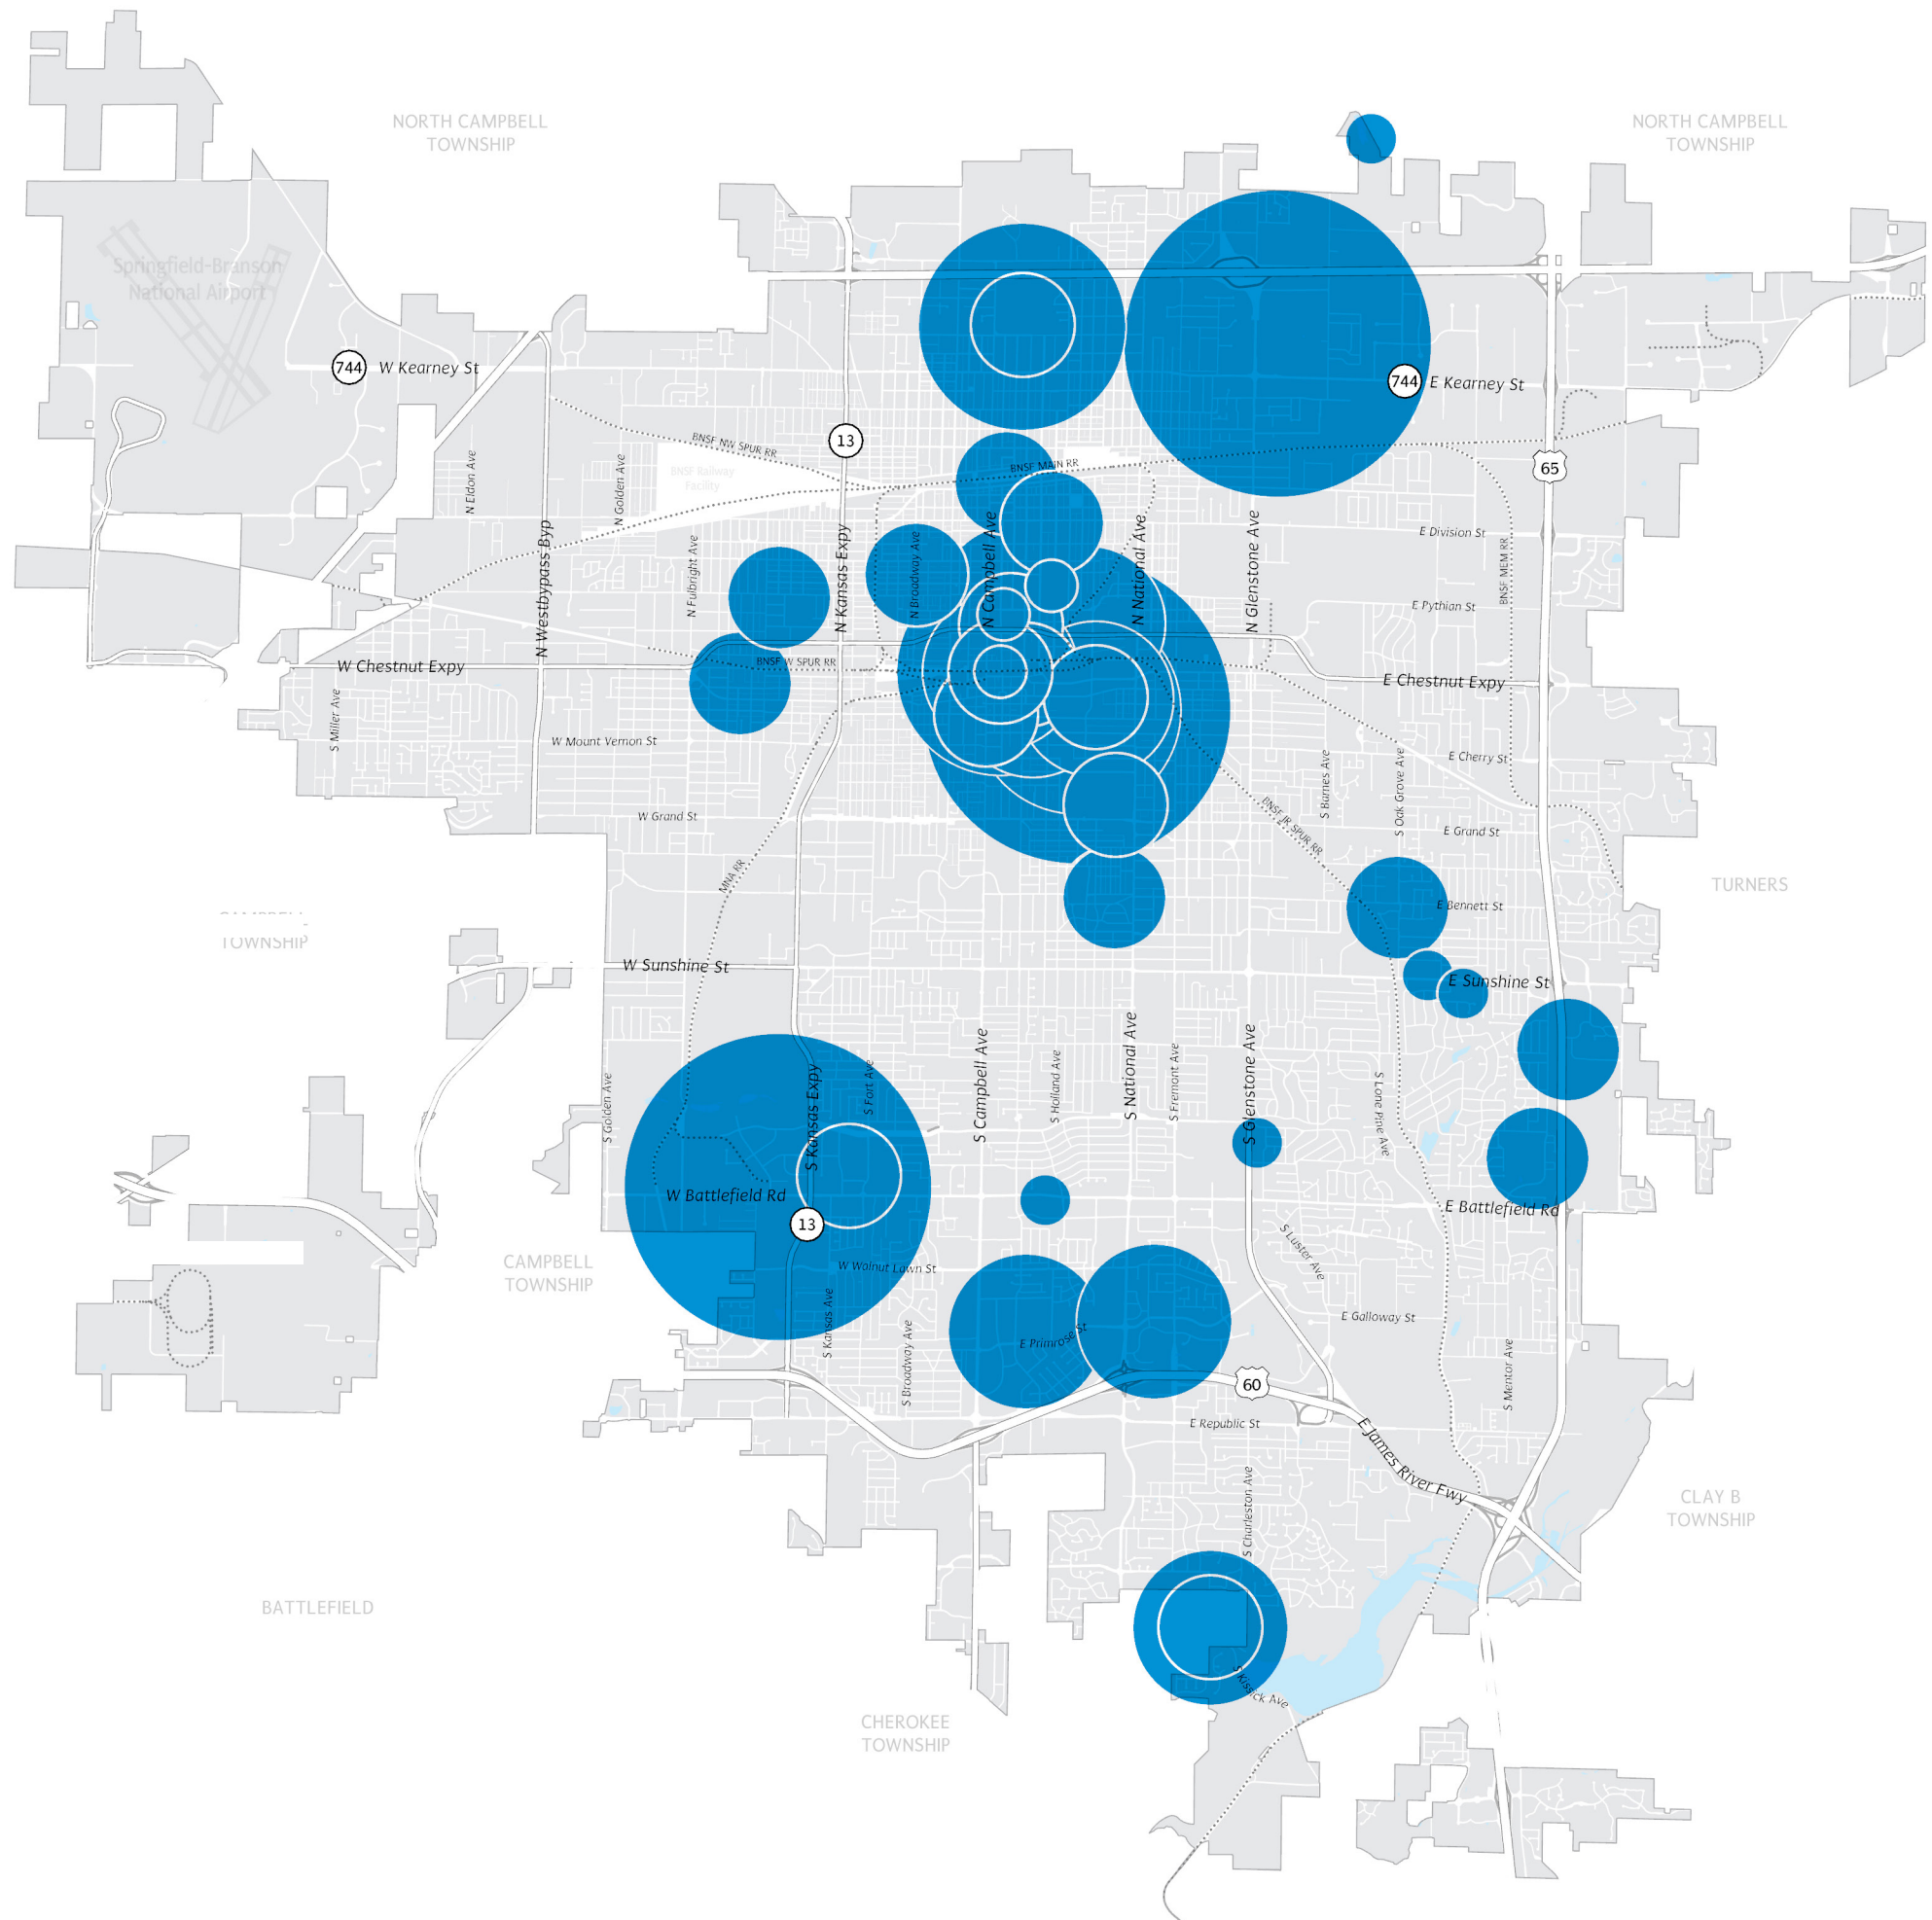 NORTH CAMPBELL
TOWNSHIP
NORTH CAMPBELL
TOWNSHIP
Springfield-Branson
National Airport
744
W Kearney St
744
E Kearney St
13
BNSF NW SPUR RR
BNSF MAIN RR
BNSF Railway
Facility
65
N Eldon Ave
N Golden Ave
N Westbypass Byp
N Fulbright Ave
N Kansas Expy
N Broadway Ave
N Campbell Ave
N National Ave
N Glenstone Ave
E Division St
BNSF MEM RR
E Pythian St
W Chestnut Expy
BNSF W SPUR RR
E Chestnut Expy
S Miller Ave
W Mount Vernon St
E Cherry St
S Barnes Ave
S Oak Grove Ave
W Grand St
BNSF JR SPUR RR
E Grand St
MNA RR
TURNERS
E Bennett St
TOWNSHIP
W Sunshine St
E Sunshine St
S Golden Ave
S Kansas Expy
S Fort Ave
S Campbell Ave
S Holland Ave
S National Ave
S Fremont Ave
S Glenstone Ave
S Lone Pine Ave
W Battlefield Rd
13
E Battlefield Rd
CAMPBELL
TOWNSHIP
W Walnut Lawn St
S Luster Ave
S Kansas Ave
S Broadway Ave
E Primrose St
E Galloway St
S Mentor Ave
60
E Republic St
E James River Fwy
S Charleston Ave
CLAY B
TOWNSHIP
BATTLEFIELD
S Kissick Ave
CHEROKEE
TOWNSHIP